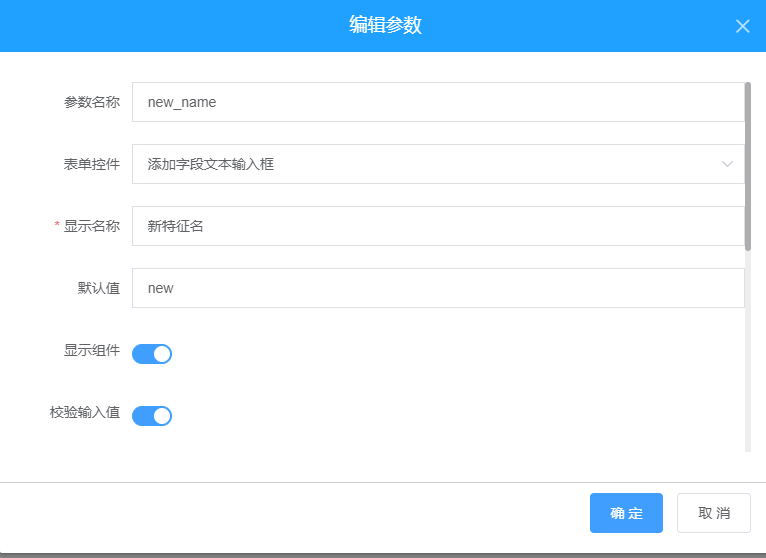 编辑参数
参数名称 new_name
表单控件 添加字段文本输入框
* 显示名称 新特征名
默认值 new
显示组件
校验输入值
确定 取消